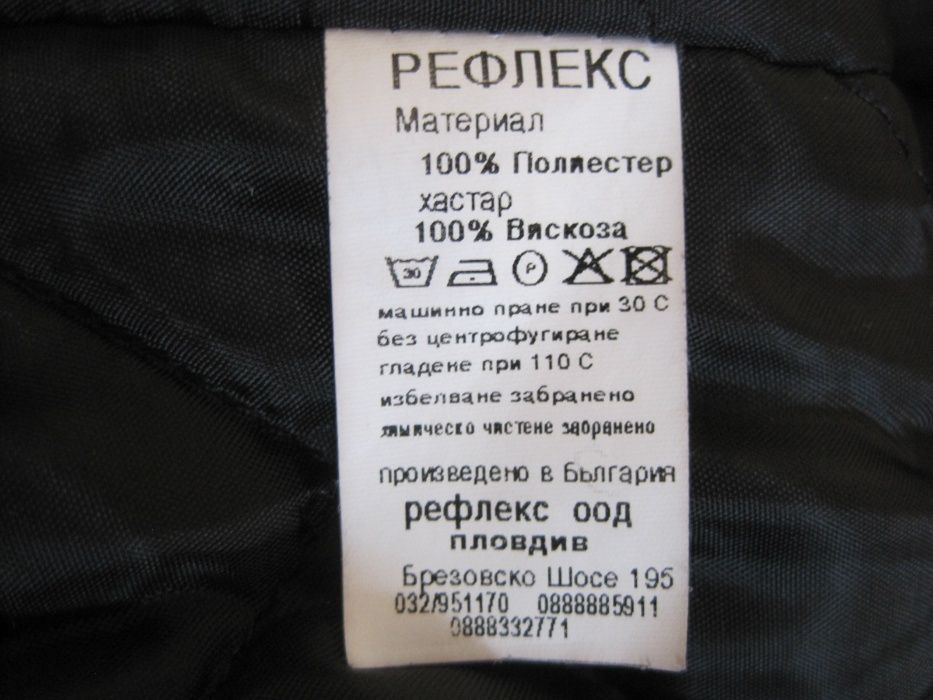 РЕФЛЕКС
Материал
100% Полиестер
хастар
100% Вискоза
30 P
машинно пране при 30 С
без центрофугиране
гладене при 110 С
избелване забранено
химическо чистене забранено
произведено в България
рефлекс оод
пловдив
Брезовско Шосе 195
032/951170 0888885911
0888332771